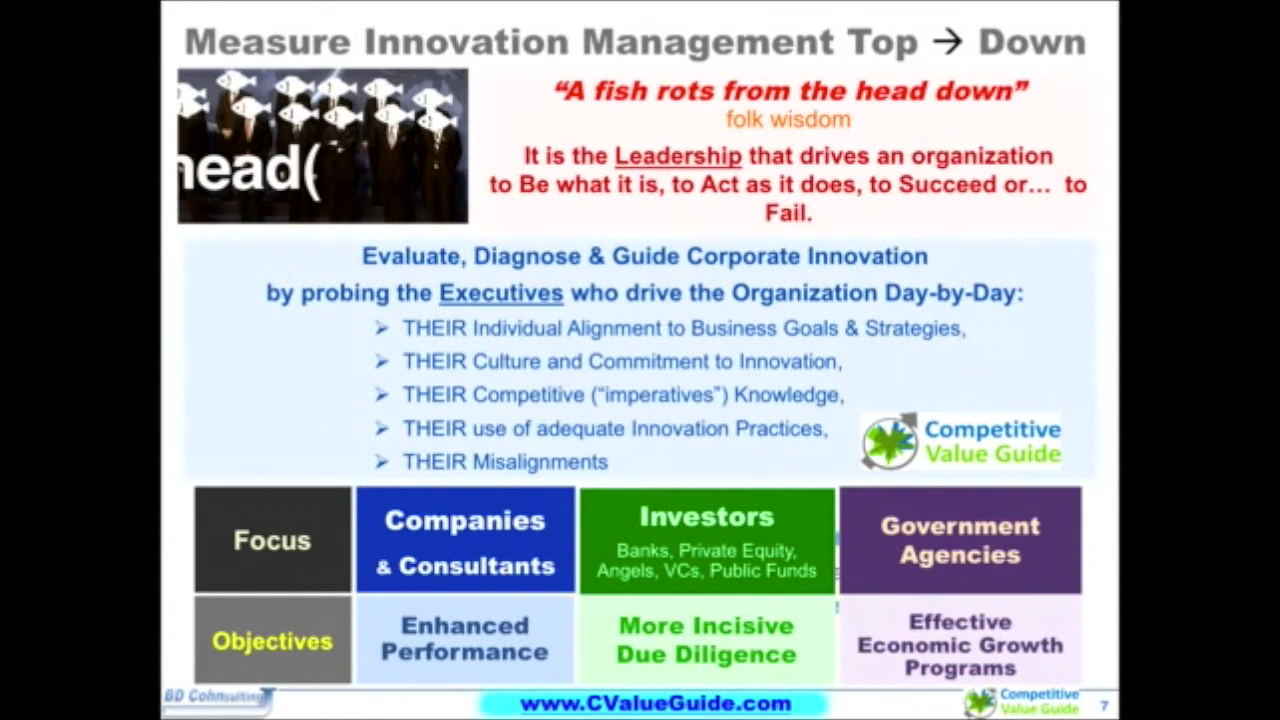 Measure Innovation Management Top → Down
head(
“A fish rots from the head down”
folk wisdom
It is the Leadership that drives an organization
to Be what it is, to Act as it does, to Succeed or… to
Fail.
Evaluate, Diagnose & Guide Corporate Innovation
by probing the Executives who drive the Organization Day-by-Day:
➢ THEIR Individual Alignment to Business Goals & Strategies,
➢ THEIR Culture and Commitment to Innovation,
➢ THEIR Competitive (“imperatives”) Knowledge,
➢ THEIR use of adequate Innovation Practices,
➢ THEIR Misalignments
Competitive
Value Guide
Focus
Companies
& Consultants
Investors
Banks, Private Equity,
Angels, VCs, Public Funds
Government
Agencies
Objectives
Enhanced
Performance
More Incisive
Due Diligence
Effective
Economic Growth
Programs
BD Cohnsulting
www.CValueGuide.com
Competitive
Value Guide
7